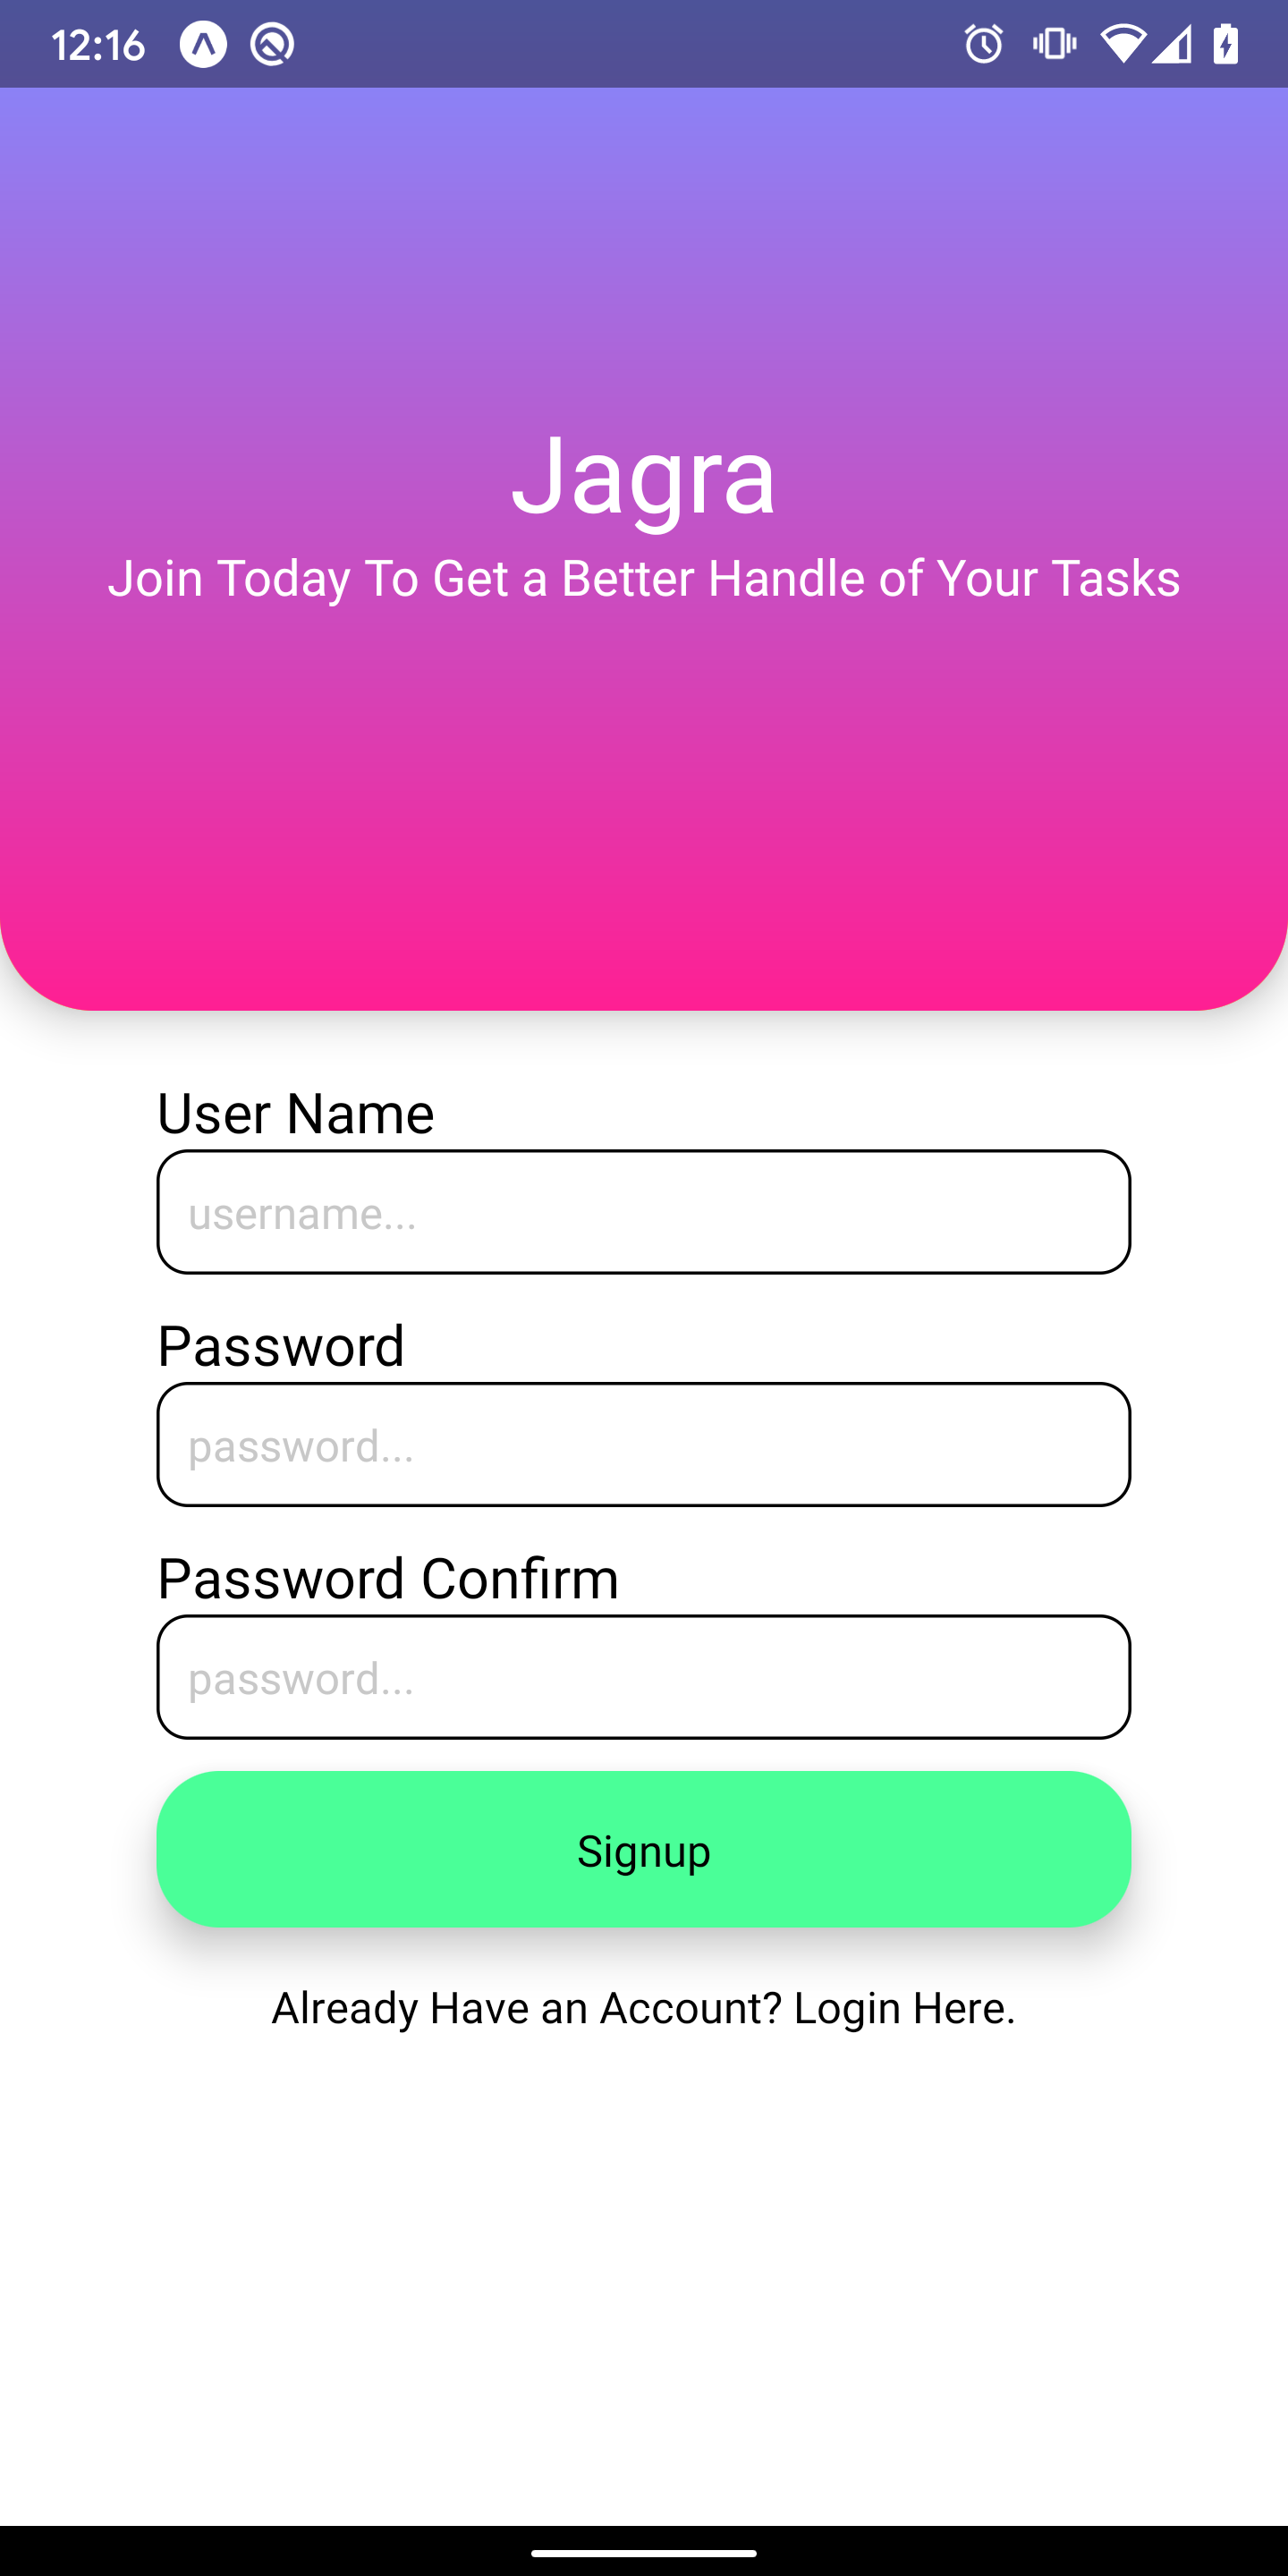 12:16
Jagra
Join Today To Get a Better Handle of Your Tasks
User Name
username...
Password
password...
Password Confirm
password...
Signup
Already Have an Account? Login Here.